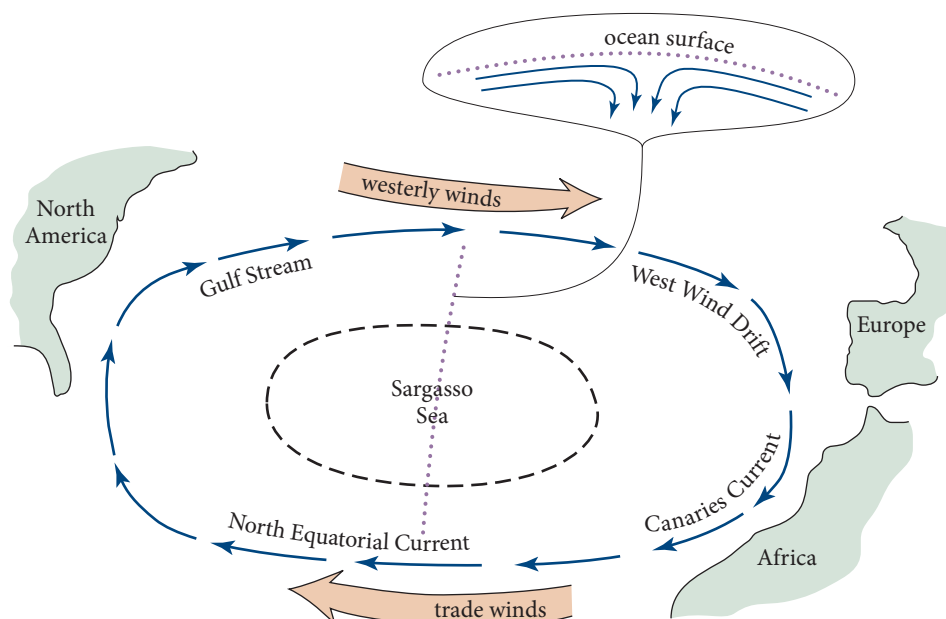 ocean surface
westerly winds
North
America
Gulf Stream
West Wind Drift
Europe
Sargasso
Sea
Canaries Current
North Equatorial Current
Africa
trade winds